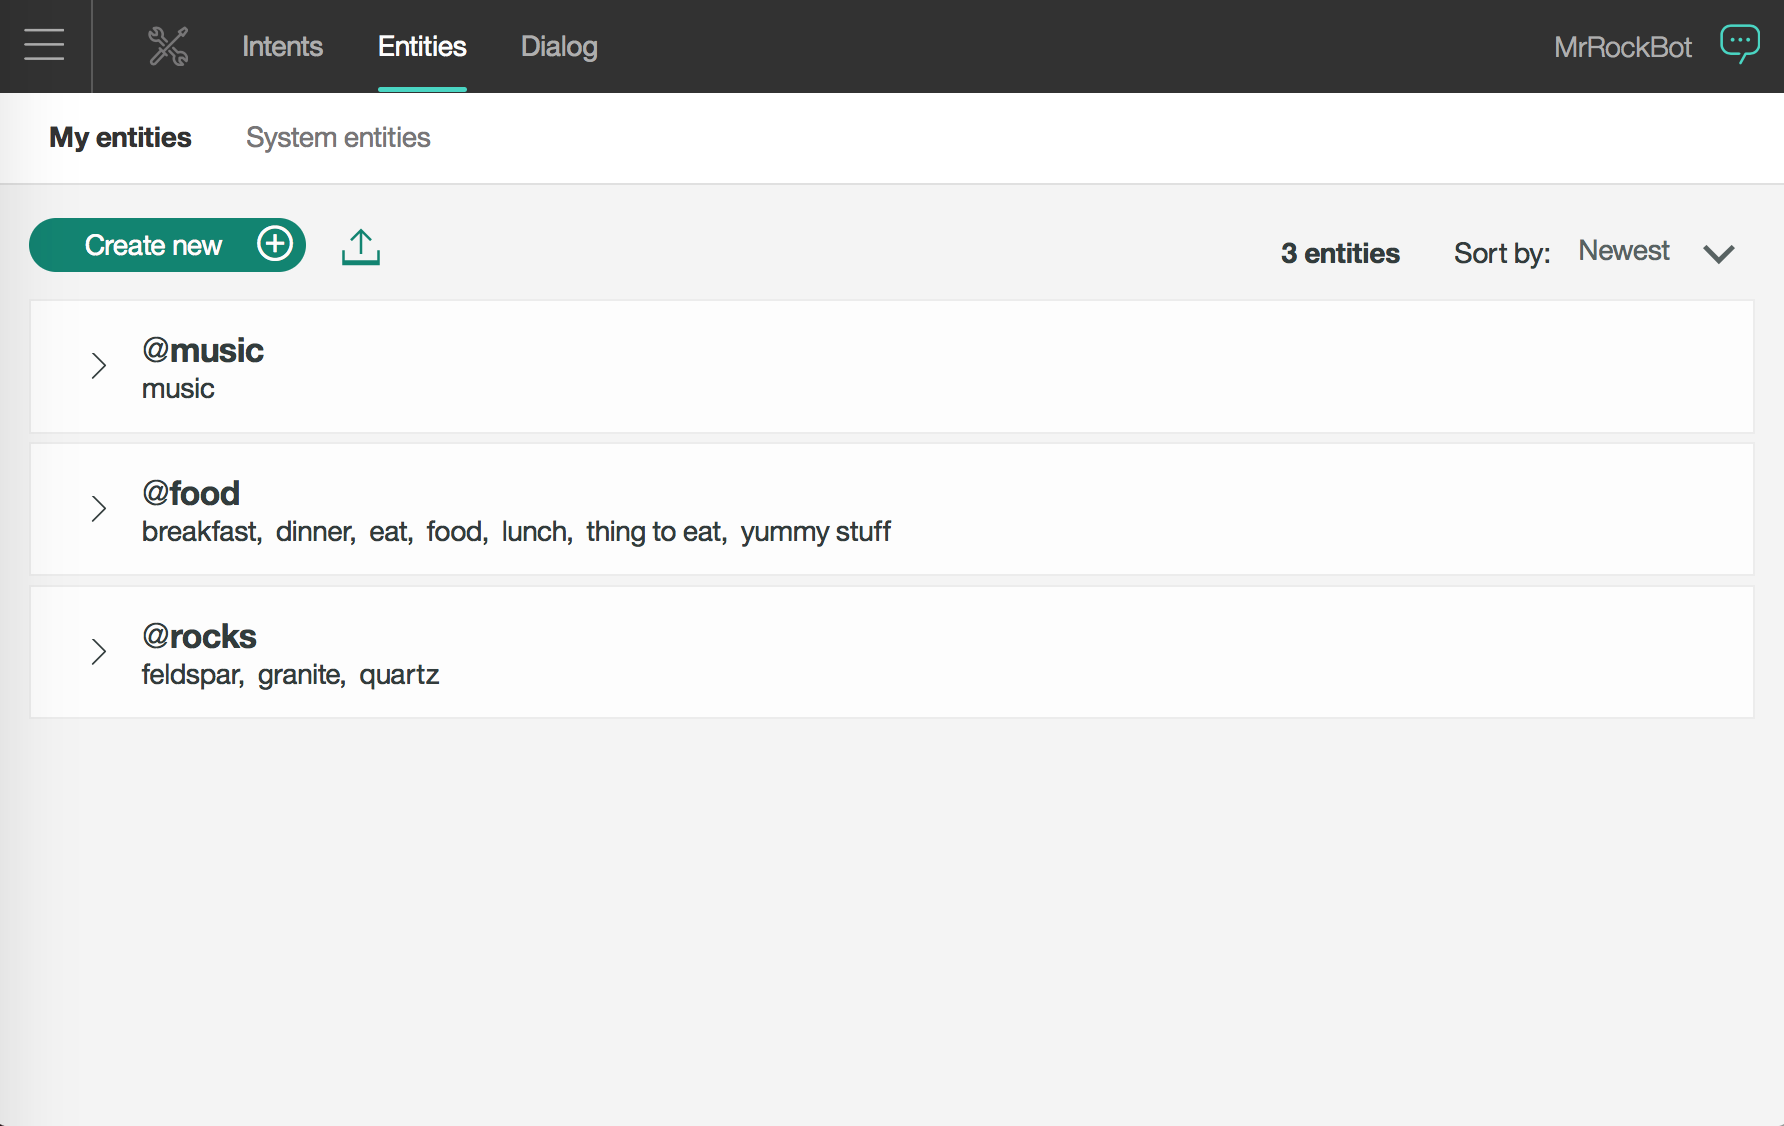 Intents Entities Dialog MrRockBot
My entities System entities
Create new 3 entities Sort by: Newest
@music
music
@food
breakfast, dinner, eat, food, lunch, thing to eat, yummy stuff
@rocks
feldspar, granite, quartz